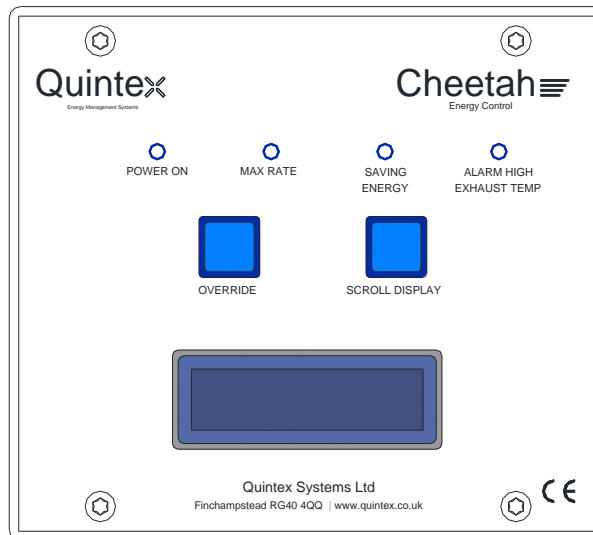 Quintex
Energy Management Systems
Cheetah
Energy Control
POWER ON
MAX RATE
SAVING
ENERGY
ALARM HIGH
EXHAUST TEMP
OVERRIDE
SCROLL DISPLAY
Quintex Systems Ltd
Finchampstead RG40 4QQ | www.quintex.co.uk
CE